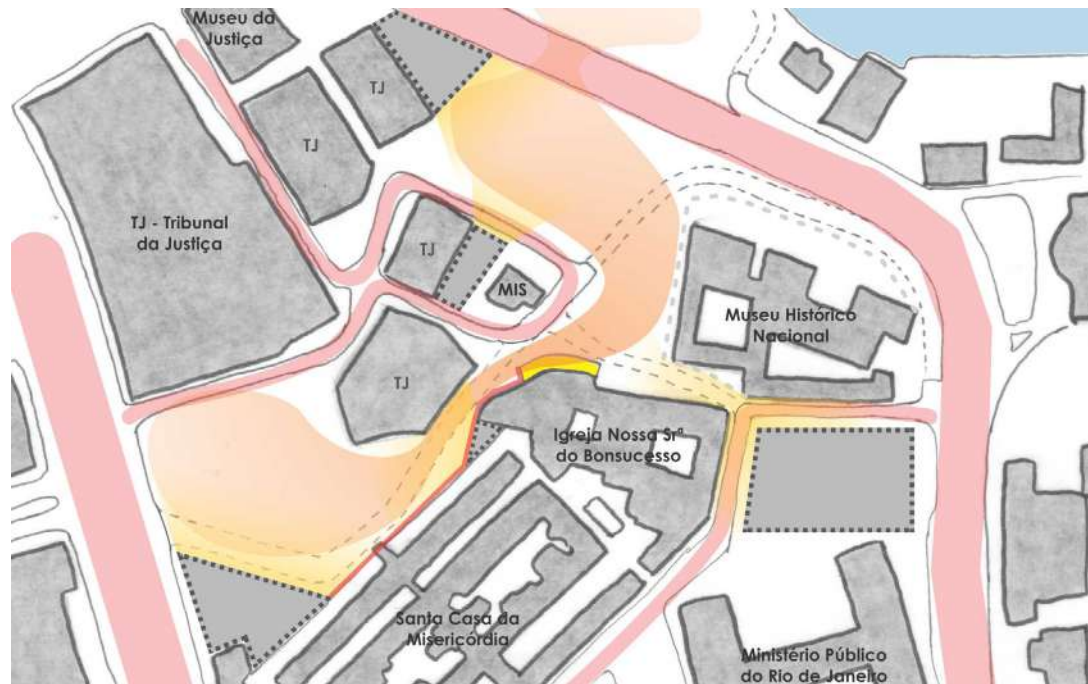 Museu da
Justiça
TJ
TJ
TJ - Tribunal
da Justiça
TJ
MIS
Museu Histórico
Nacional
TJ
Igreja Nossa Srª
do Bonsucesso
Santa Casa da
Misericórdia
Ministério Público
do Rio de Janeiro